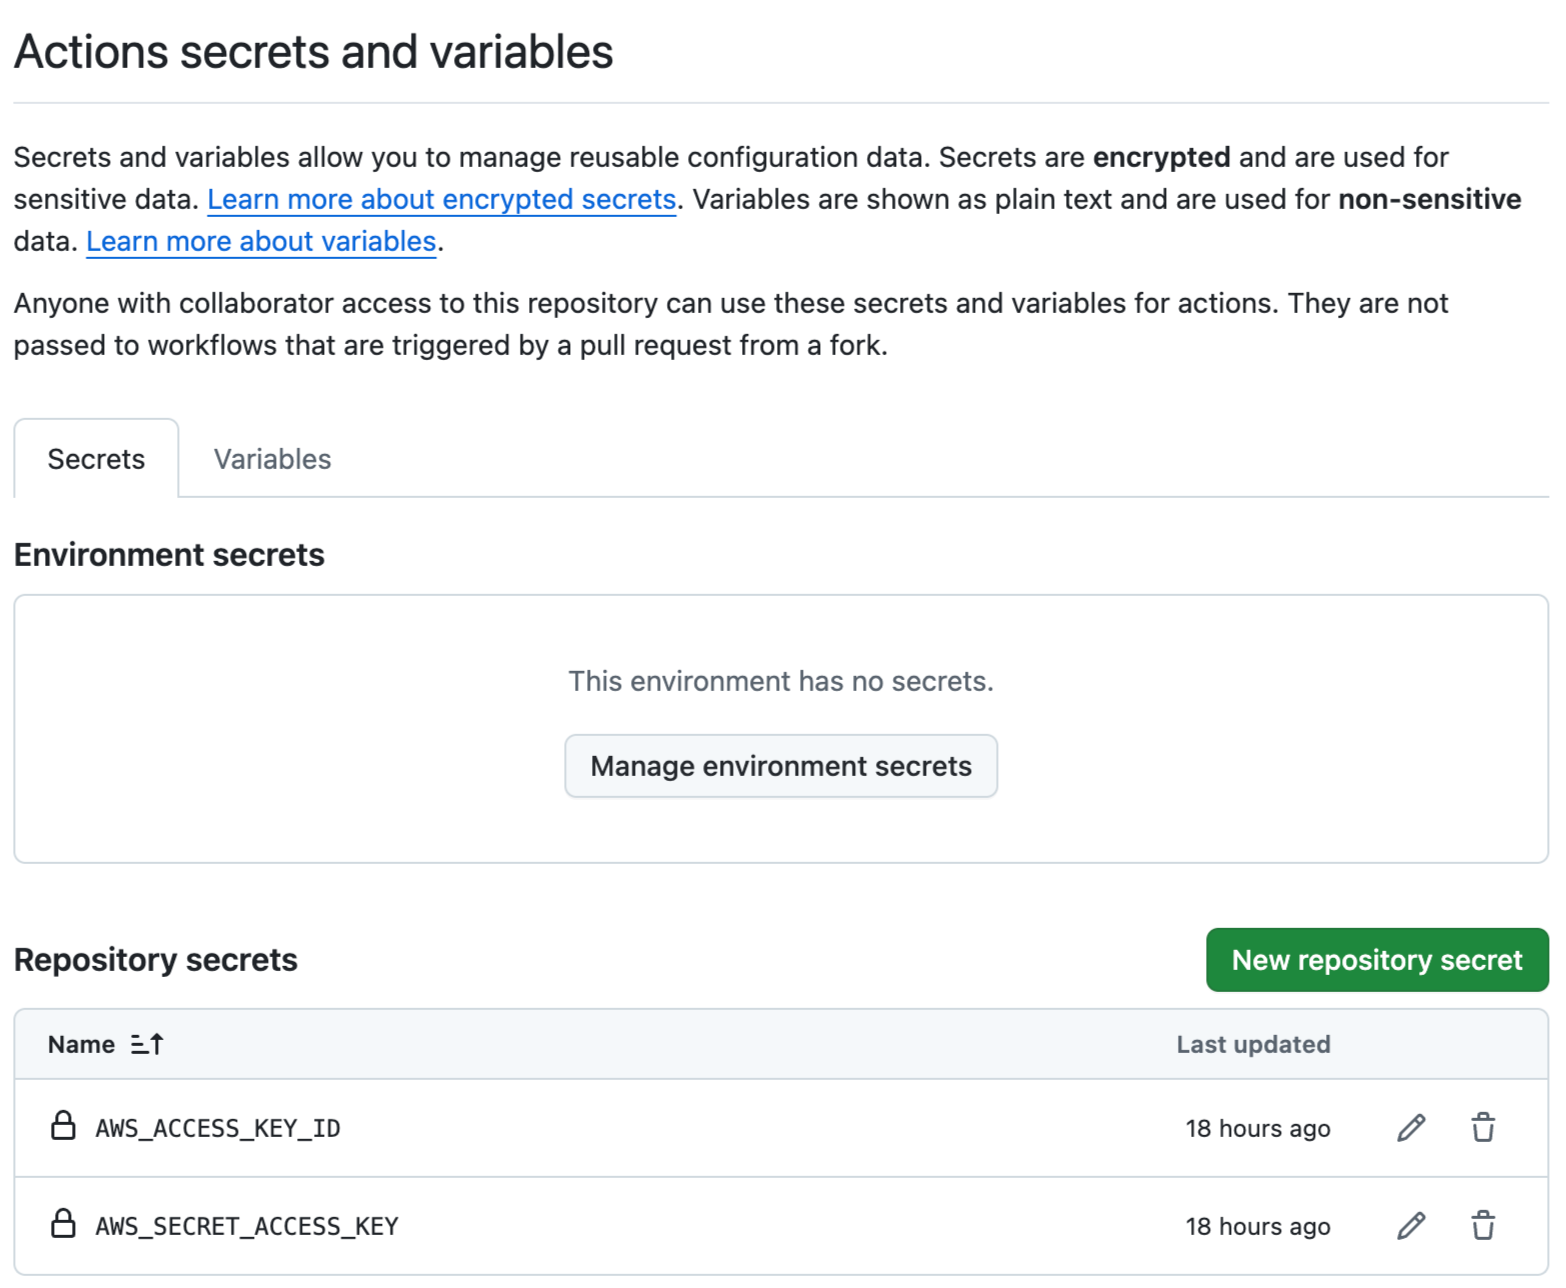 Actions secrets and variables
Secrets and variables allow you to manage reusable configuration data. Secrets are encrypted and are used for
sensitive data. Learn more about encrypted secrets. Variables are shown as plain text and are used for non-sensitive
data. Learn more about variables.
Anyone with collaborator access to this repository can use these secrets and variables for actions. They are not
passed to workflows that are triggered by a pull request from a fork.
Secrets Variables
Environment secrets
This environment has no secrets.
Manage environment secrets
Repository secrets New repository secret
Name Last updated
AWS_ACCESS_KEY_ID 18 hours ago
AWS_SECRET_ACCESS_KEY 18 hours ago